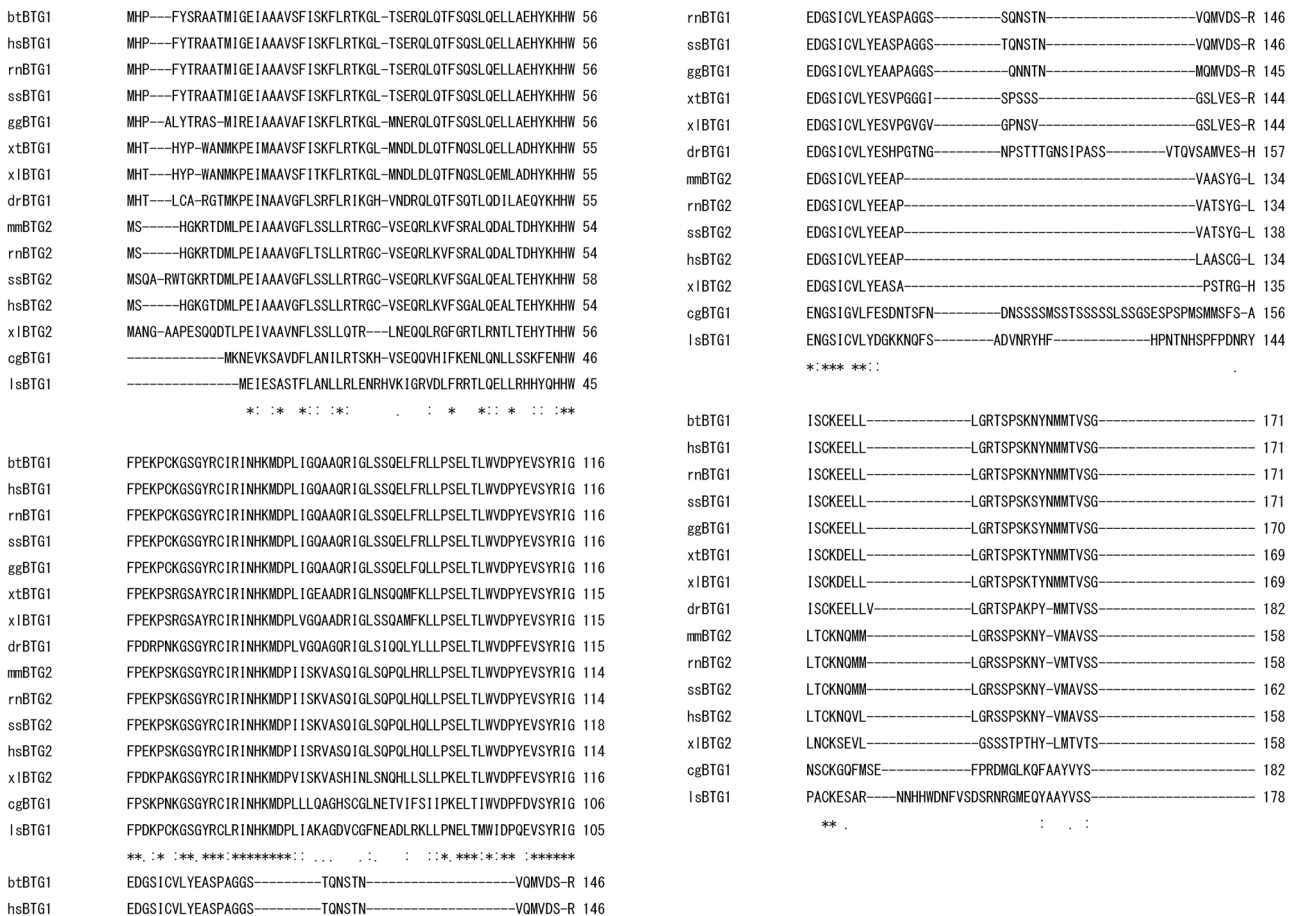 btBTG1 MHP---FYSRAATMIGEIAAAVSFISKFLRTKGL-TSERQLQTFSQSLQELLAEHYKHHW 56
hsBTG1 MHP---FYTRAATMIGEIAAAVSFISKFLRTKGL-TSERQLQTFSQSLQELLAEHYKHHW 56
rnBTG1 MHP---FYTRAATMIGEIAAAVSFISKFLRTKGL-TSERQLQTFSQSLQELLAEHYKHHW 56
ssBTG1 MHP---FYTRAATMIGEIAAAVSFISKFLRTKGL-TSERQLQTFSQSLQELLAEHYKHHW 56
ggBTG1 MHP--ALYTRAS-MIREIAAAVAFISKFLRTKGL-MNERQLQTFSQSLQELLAEHYKHHW 56
xtBTG1 MHT---HYP-WANMKPEIMAAVSFISKFLRTKGL-MNDLDLQTFNQSLQELLADHYKHHW 55
xlBTG1 MHT---HYP-WANMKPEIMAAVSFITKFLRTKGL-MNDLDLQTFNQSLQEMLADHYKHHW 55
drBTG1 MHT---LCA-RGTMKPEINAAVGFLSRFLRIKGH-VNDRQLQTFSQTLQDILAEQYKHHW 55
mmBTG2 MS-----HGKRTDMLPEIAAAVGFLSSLLRTRGC-VSEQRLKVFSRALQDALTDHYKHHW 54
rnBTG2 MS-----HGKRTDMLPEIAAAVGFLTSLLRTRGC-VSEQRLKVFSRALQDALTDHYKHHW 54
ssBTG2 MSQA-RWTGKRTDMLPEIAAAVGFLSSLLRTRGC-VSEQRLKVFSGALQEALTEHYKHHW 58
hsBTG2 MS-----HGKGTDMLPEIAAAVGFLSSLLRTRGC-VSEQRLKVFSGALQEALTEHYKHHW 54
xlBTG2 MANG-AAPESQQDTLPEIVAAVNFLSSLLQTR---LNEQQLRGFGRTLRNTLTEHYTHHW 56
cgBTG1 -------------MKNEVKSAVDFLANILRTSKH-VSEQQVHIFKENLQNLLSSKFENHW 46
lsBTG1 ---------------MEIESASTFLANLLRLENRHVKIGRVDLFRRTLQELLRHHYQHHW 45
*: :* *:: :*: . : * *:: * :: :**
btBTG1 FPEKPCKGSGYRCIRINHKMDPLIGQAAQRIGLSSQELFRLLPSELTLWVDPYEVSYRIG 116
hsBTG1 FPEKPCKGSGYRCIRINHKMDPLIGQAAQRIGLSSQELFRLLPSELTLWVDPYEVSYRIG 116
rnBTG1 FPEKPCKGSGYRCIRINHKMDPLIGQAAQRIGLSSQELFRLLPSELTLWVDPYEVSYRIG 116
ssBTG1 FPEKPCKGSGYRCIRINHKMDPLIGQAAQRIGLSSQELFRLLPSELTLWVDPYEVSYRIG 116
ggBTG1 FPEKPCKGSGYRCIRINHKMDPLIGQAAQRIGLSSQELFQLLPSELTLWVDPYEVSYRIG 116
xtBTG1 FPEKPSRGSAYRCIRINHKMDPLIGEAADRIGLNSQQMFKLLPSELTLWVDPYEVSYRIG 115
xlBTG1 FPEKPSRGSAYRCIRINHKMDPLVGQAADRIGLSSQAMFKLLPSELTLWVDPYEVSYRIG 115
drBTG1 FPDRPNKGSGYRCIRINHKMDPLVGQAGQRIGLSIQQLYLLLPSELTLWVDPFEVSYRIG 115
mmBTG2 FPEKPSKGSGYRCIRINHKMDPIISKVASQIGLSQPQLHRLLPSELTLWVDPYEVSYRIG 114
rnBTG2 FPEKPSKGSGYRCIRINHKMDPIISKVASQIGLSQPQLHQLLPSELTLWVDPYEVSYRIG 114
ssBTG2 FPEKPSKGSGYRCIRINHKMDPIISKVASQIGLSQPQLHQLLPSELTLWVDPYEVSYRIG 118
hsBTG2 FPEKPSKGSGYRCIRINHKMDPIISRVASQIGLSQPQLHQLLPSELTLWVDPYEVSYRIG 114
xlBTG2 FPDKPAKGSGYRCIRINHKMDPVISKVASHINLSNQHLLSLLPKELTLWVDPFEVSYRIG 116
cgBTG1 FPSKPNKGSGYRCIRINHKMDPLLLQAGHSCGLNETVIFSIIPKELTIWVDPFDVSYRIG 106
lsBTG1 FPDKPCKGSGYRCLRINHKMDPLIAKAGDVCGFNEADLRKLLPNELTMWIDPQEVSYRIG 105
**. :* :**. ***:********:: ... .:. : ::*.***:*:** :******
btBTG1 EDGSICVLYEASPAGGS---------TQNSTN--------------------VQMVDS-R 146
hsBTG1 EDGSICVLYEASPAGGS---------TQNSTN--------------------VQMVDS-R 146
rnBTG1 EDGSICVLYEASPAGGS---------SQNSTN--------------------VQMVDS-R 146
ssBTG1 EDGSICVLYEASPAGGS---------TQNSTN--------------------VQMVDS-R 146
ggBTG1 EDGSICVLYEAAPAGGS---------QNNTN--------------------MQMVDS-R 145
xtBTG1 EDGSICVLYESVPGGGI---------SPSSS---------------------GSLVES-R 144
xlBTG1 EDGSICVLYESVPGVGV---------GPNSV---------------------GSLVES-R 144
drBTG1 EDGSICVLYESHPGTNG---------NPSTTTGNSIPASS--------VTQVSAMVES-H 157
mmBTG2 EDGSICVLYEEAP---------------------------------------VAASYG-L 134
rnBTG2 EDGSICVLYEEAP---------------------------------------VATSYG-L 134
ssBTG2 EDGSICVLYEEAP---------------------------------------VATSYG-L 138
hsBTG2 EDGSICVLYEEAP---------------------------------------LAASCG-L 134
xlBTG2 EDGSICVLYEASA----------------------------------------PSTRG-H 135
cgBTG1 ENGSIGVLFESDNTSFN---------DNSSSSMSSTSSSSSLSSGSESPSPMSMMSFS-A 156
lsBTG1 ENGSICVLYDGKKNQFS--------ADVNRYHF-------------HPNTNHSPFPDNRY 144
*:*** **:: .
btBTG1 ISCKEELL--------------LGRTSPSKNYNMMTVSG--------------------- 171
hsBTG1 ISCKEELL--------------LGRTSPSKNYNMMTVSG--------------------- 171
rnBTG1 ISCKEELL--------------LGRTSPSKNYNMMTVSG--------------------- 171
ssBTG1 ISCKEELL--------------LGRTSPSKSYNMMTVSG--------------------- 171
ggBTG1 ISCKEELL--------------LGRTSPSKSYNMMTVSG--------------------- 170
xtBTG1 ISCKDELL--------------LGRTSPSKTYNMMTVSG--------------------- 169
xlBTG1 ISCKDELL--------------LGRTSPSKTYNMMTVSG--------------------- 169
drBTG1 ISCKEELLV-------------LGRTSPAKPY-MMTVSS--------------------- 182
mmBTG2 LTCKNQMM--------------LGRSSPSKNY-VMAVSS--------------------- 158
rnBTG2 LTCKNQMM--------------LGRSSPSKNY-VMTVSS--------------------- 158
ssBTG2 LTCKNQMM--------------LGRSSPSKNY-VMAVSS--------------------- 162
hsBTG2 LTCKNQVL--------------LGRSSPSKNY-VMAVSS--------------------- 158
xlBTG2 LNCKSEVL---------------GSSSTPTHY-LMTVTS--------------------- 158
cgBTG1 NSCKGQFMSE------------FPRDMGLKQFAAYVYS---------------------- 182
lsBTG1 PACKESAR----NNHHWDNFVSDSRNRGMEQYAAYVSS---------------------- 178
** . : . :